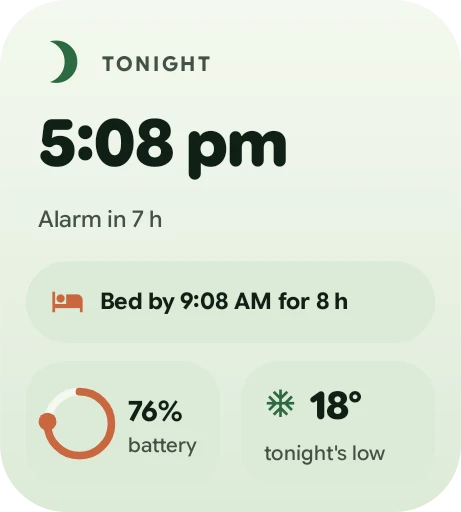 TONIGHT
5:08 pm
Alarm in 7 h
Bed by 9:08 AM for 8 h
76%
battery
18°
tonight's low